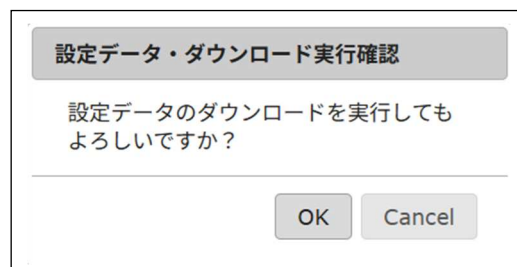 設定データ・ダウンロード実行確認
設定データのダウンロードを実行しても
よろしいですか？
OK
Cancel